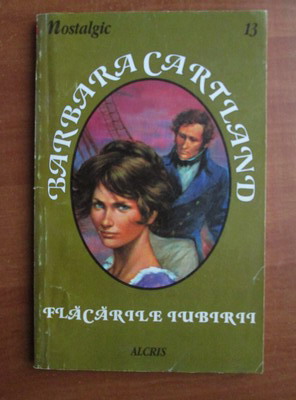 Nostalgic 13
BARBARA CARTLAND
FLĂCĂRILE IUBIRII
ALCRIS